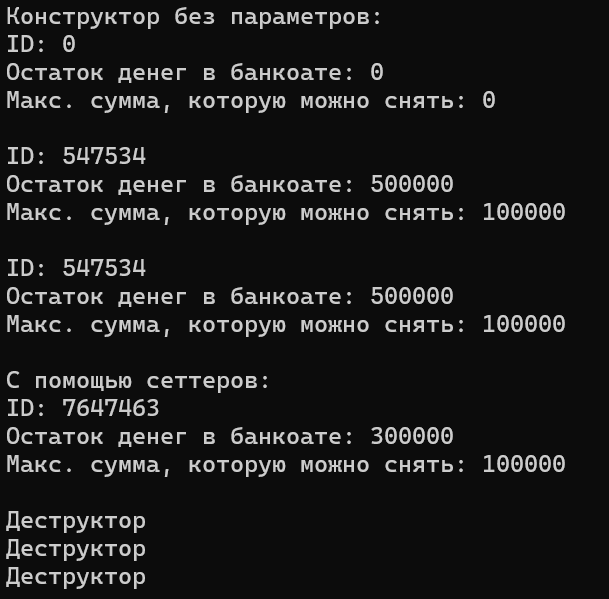 Конструктор без параметров:
ID: 0
Остаток денег в банкоате: 0
Макс. сумма, которую можно снять: 0
ID: 547534
Остаток денег в банкоате: 500000
Макс. сумма, которую можно снять: 100000
ID: 547534
Остаток денег в банкоате: 500000
Макс. сумма, которую можно снять: 100000
С помощью сеттеров:
ID: 7647463
Остаток денег в банкоате: 300000
Макс. сумма, которую можно снять: 100000
Деструктор
Деструктор
Деструктор